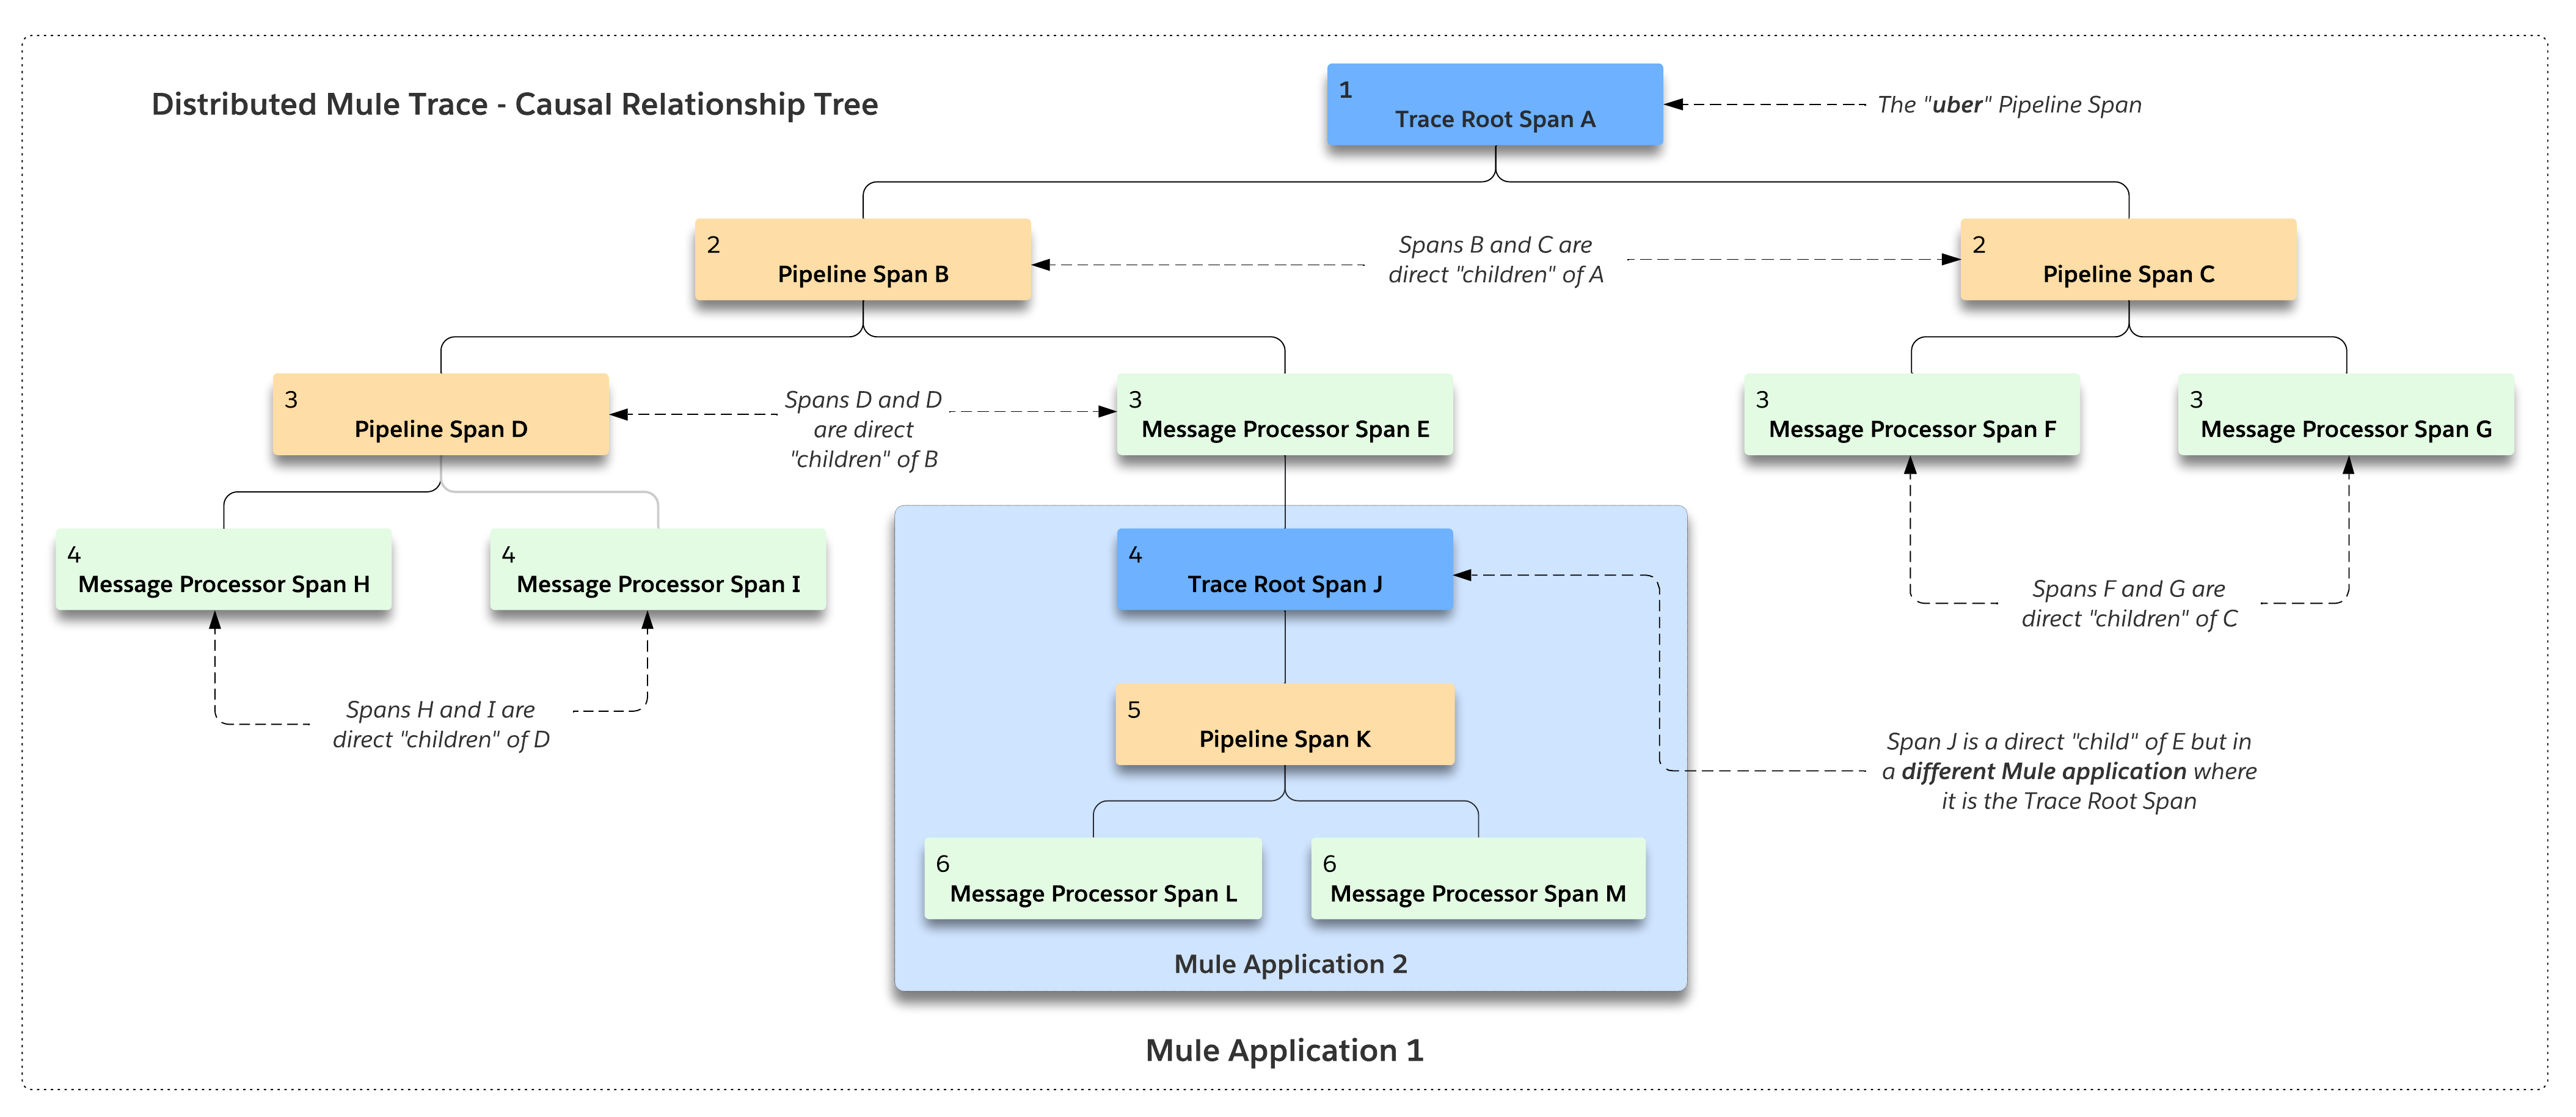 Distributed Mule Trace - Causal Relationship Tree
1
Trace Root Span A
The "uber" Pipeline Span
2
Pipeline Span B
Spans B and C are
direct "children" of A
2
Pipeline Span C
3
Pipeline Span D
Spans D and D
are direct
"children" of B
3
Message Processor Span E
3
Message Processor Span F
3
Message Processor Span G
4
Message Processor Span H
4
Message Processor Span I
4
Trace Root Span J
Spans F and G are
direct "children" of C
Spans H and I are
direct "children" of D
5
Pipeline Span K
Span J is a direct "child" of E but in
a different Mule application where
it is the Trace Root Span
6
Message Processor Span L
6
Message Processor Span M
Mule Application 2
Mule Application 1